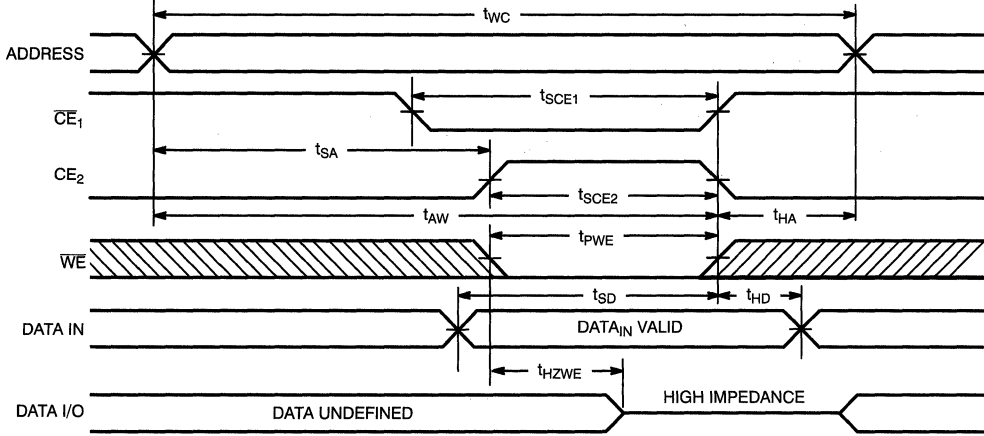 tWC
ADDRESS
tSCE1
CE1
tSA
CE2
tSCE2
tAW
tHA
tPWE
WE
tSD
tHD
DATA IN
DATAIN VALID
tHZWE
HIGH IMPEDANCE
DATA I/O
DATA UNDEFINED